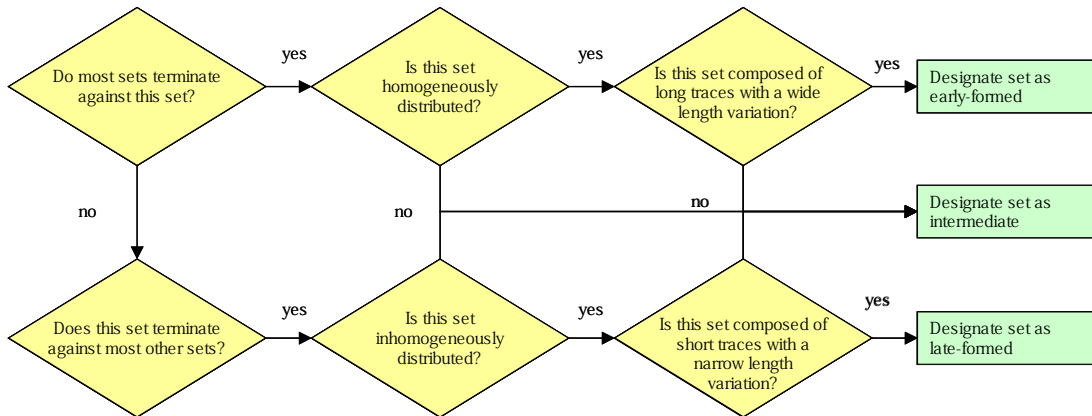 Do most sets terminate
against this set?
yes
Is this set
homogeneously
distributed?
yes
Is this set composed of
long traces with a wide
length variation?
yes
Designate set as
early-formed
no
no
no
Designate set as
intermediate
Does this set terminate
against most other sets?
yes
Is this set
inhomogeneously
distributed?
yes
Is this set composed of
short traces with a
narrow length
variation?
yes
Designate set as
late-formed